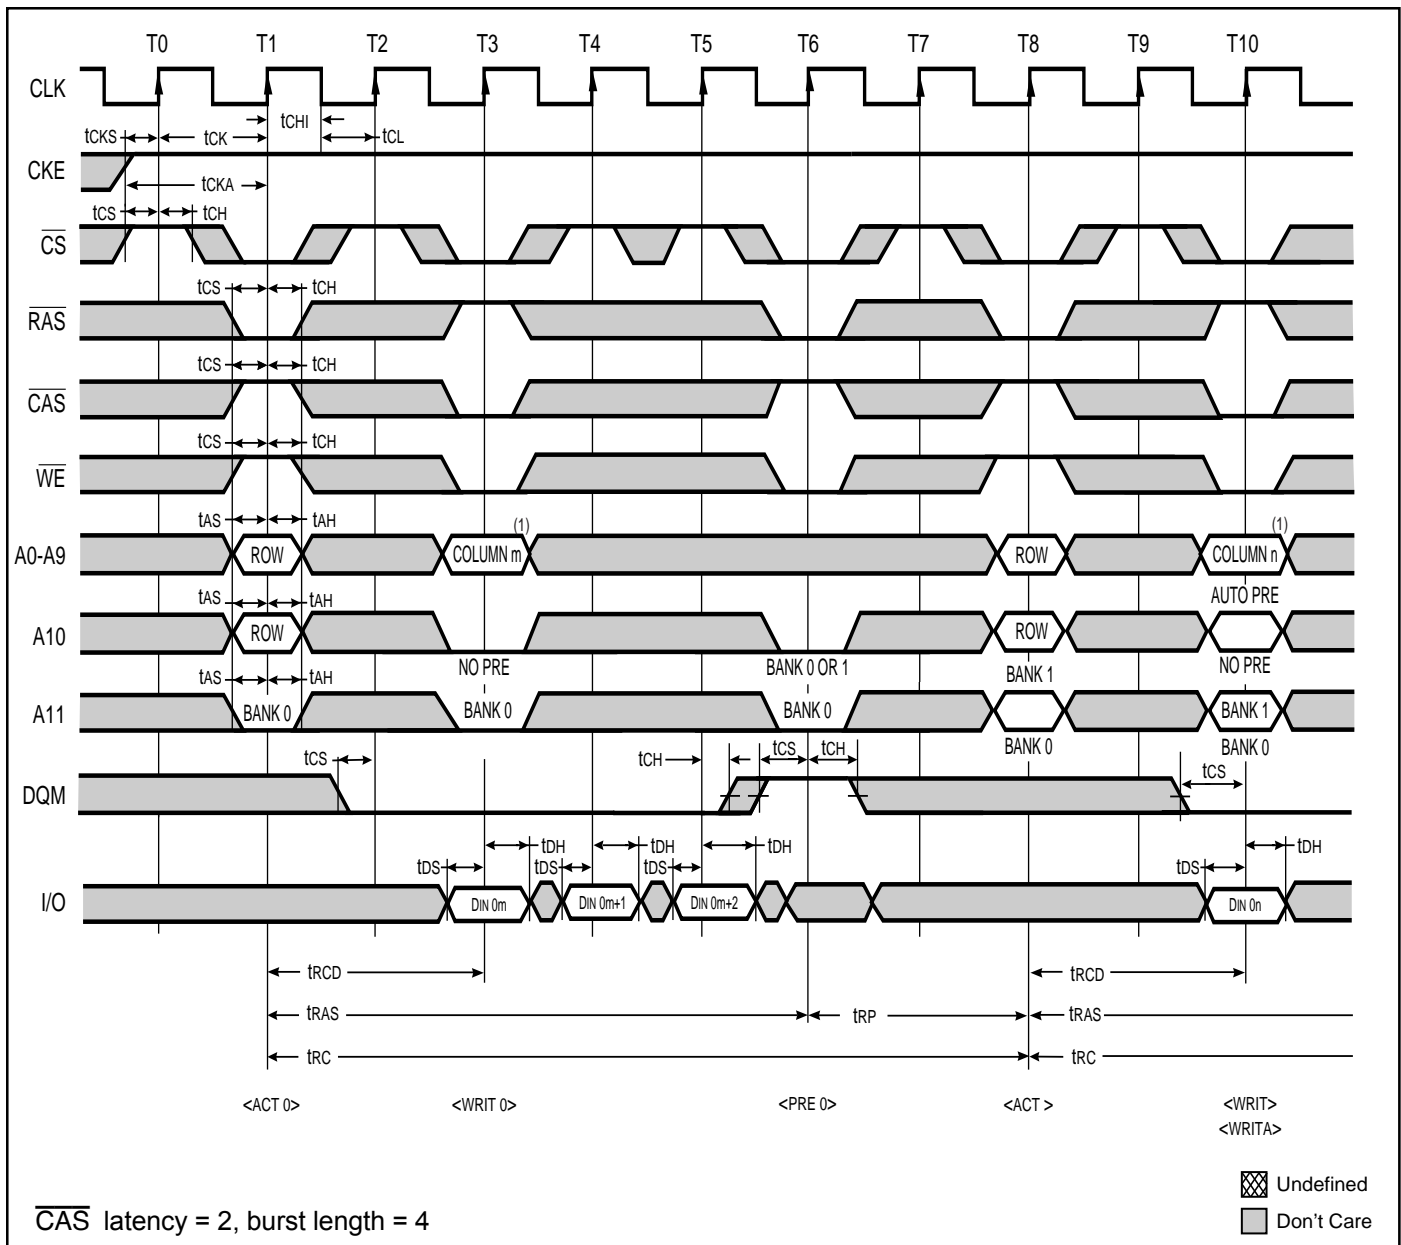 T0 T1 T2 T3 T4 T5 T6 T7 T8 T9 T10
CLK
tCHI
tCKS tCK tCL
CKE
tCKA
tCS tCH
CS
tCS tCH
RAS
tCS tCH
CAS
tCS tCH
WE
tAS tAH (1) (1)
A0-A9 ROW COLUMN m ROW COLUMN n
tAS tAH AUTO PRE
A10 ROW ROW
NO PRE BANK 0 OR 1 BANK 1 NO PRE
tAS tAH
A11 BANK 0 BANK 0 BANK 0 BANK 1
BANK 0 BANK 0
tCS tCH tCS tCH tCS
DQM
tDS tDH tDS tDH tDS tDH tDS tDH
I/O DIN 0m DIN 0m+1 DIN 0m+2 DIN 0n
tRCD tRCD
tRAS tRP tRAS
tRC tRC
<ACT 0> <WRIT 0> <PRE 0> <ACT > <WRIT>
<WRITA>
Undefined
CAS latency = 2, burst length = 4 Don't Care